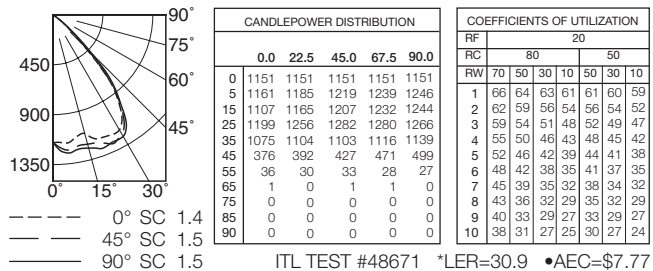 90°
75°
60°
45°
450
900
1350
0° 15° 30°
0° SC 1.4
45° SC 1.5
90° SC 1.5
CANDLEPOWER DISTRIBUTION
0.0 22.5 45.0 67.5 90.0
0 1151 1151 1151 1151 1151
5 1161 1185 1219 1239 1246
15 1107 1165 1207 1232 1244
25 1199 1256 1282 1280 1266
35 1075 1104 1103 1116 1139
45 376 392 427 471 499
55 36 30 33 28 27
65 1 0 1 1 0
75 0 0 0 0 0
85 0 0 0 0 0
90 0 0 0 0 0
COEFFICIENTS OF UTILIZATION
RF 20
RC 80 50
RW 70 50 30 10 50 30 10
1 66 64 63 61 61 60 59
2 62 59 56 54 56 54 52
3 59 54 51 48 52 49 47
4 55 50 46 43 48 45 42
5 52 46 42 39 44 41 38
6 48 42 38 35 41 37 35
7 45 39 35 32 38 34 32
8 43 36 32 29 35 32 29
9 40 33 29 27 33 29 27
10 38 31 27 25 30 27 24
ITL TEST #48671 *LER=30.9 •AEC=$7.77